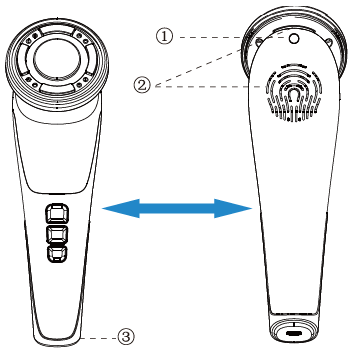 ①
②
③